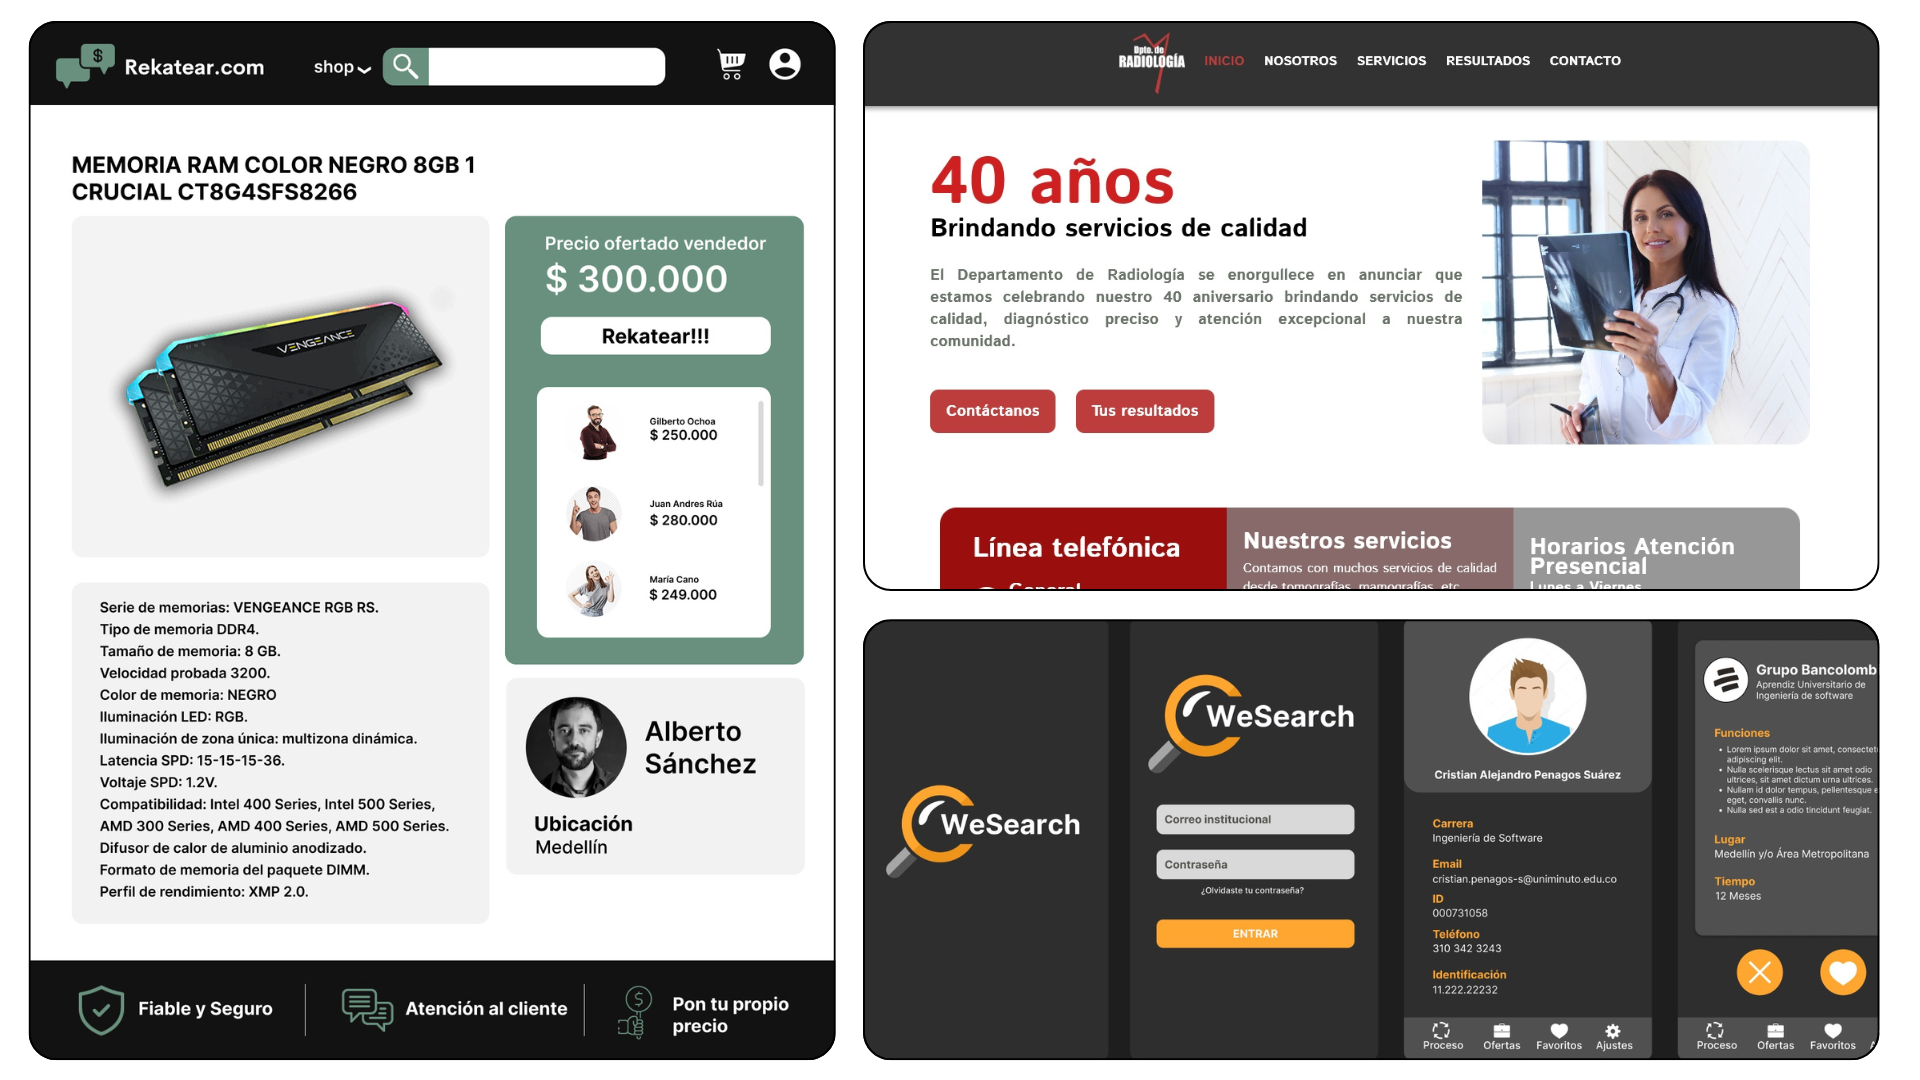 $
Rekatear.com
shop
MEMORIA RAM COLOR NEGRO 8GB 1
CRUCIAL CT8G4SFS8266
VENGEANCE
Precio ofertado vendedor
$ 300.000
Rekatear!!!
Gilberto Ochoa
$ 250.000
Juan Andres Rúa
$ 280.000
María Cano
$ 249.000
Serie de memorias: VENGEANCE RGB RS.
Tipo de memoria DDR4.
Tamaño de memoria: 8 GB.
Velocidad probada 3200.
Color de memoria: NEGRO
Iluminación LED: RGB.
Iluminación de zona única: multizona dinámica.
Latencia SPD: 15-15-15-36.
Voltaje SPD: 1.2V.
Compatibilidad: Intel 400 Series, Intel 500 Series,
AMD 300 Series, AMD 400 Series, AMD 500 Series.
Difusor de calor de aluminio anodizado.
Formato de memoria del paquete DIMM.
Perfil de rendimiento: XMP 2.0.
Alberto
Sánchez
Ubicación
Medellín
Fiable y Seguro
Atención al cliente
$
Pon tu propio
precio
Dpto. de
RADIOLOGÍA
INICIO
NOSOTROS
SERVICIOS
RESULTADOS
CONTACTO
40 años
Brindando servicios de calidad
El Departamento de Radiología se enorgullece en anunciar que
estamos celebrando nuestro 40 aniversario brindando servicios de
calidad, diagnóstico preciso y atención excepcional a nuestra
comunidad.
Contáctanos
Tus resultados
Línea telefónica
General
Nuestros servicios
Contamos con muchos servicios de calidad
desde tomografías, mamografías, etc
Horarios Atención
Presencial
Lunes a Viernes
WeSearch
WeSearch
Correo institucional
Contraseña
¿Olvidaste tu contraseña?
ENTRAR
Cristian Alejandro Penagos Suárez
Carrera
Ingeniería de Software
Email
cristian.penagos-s@uniminuto.edu.co
ID
000731058
Teléfono
310 342 3243
Identificación
11.222.22232
Proceso
Ofertas
Favoritos
Ajustes
Grupo Bancolomb
Aprendiz Universitario de
Ingeniería de software
Funciones
• Lorem ipsum dolor sit amet, consectet
adipiscing elit.
• Nulla scelerisque lectus sit amet odio
ultrices, sit amet dictum urna ultrices.
• Nullam id dolor tempus, pellentesque e
eget, convallis nunc.
• Nulla sed est a odio tincidunt feugiat.
Lugar
Medellín y/o Área Metropolitana
Tiempo
12 Meses
Proceso
Ofertas
Favoritos